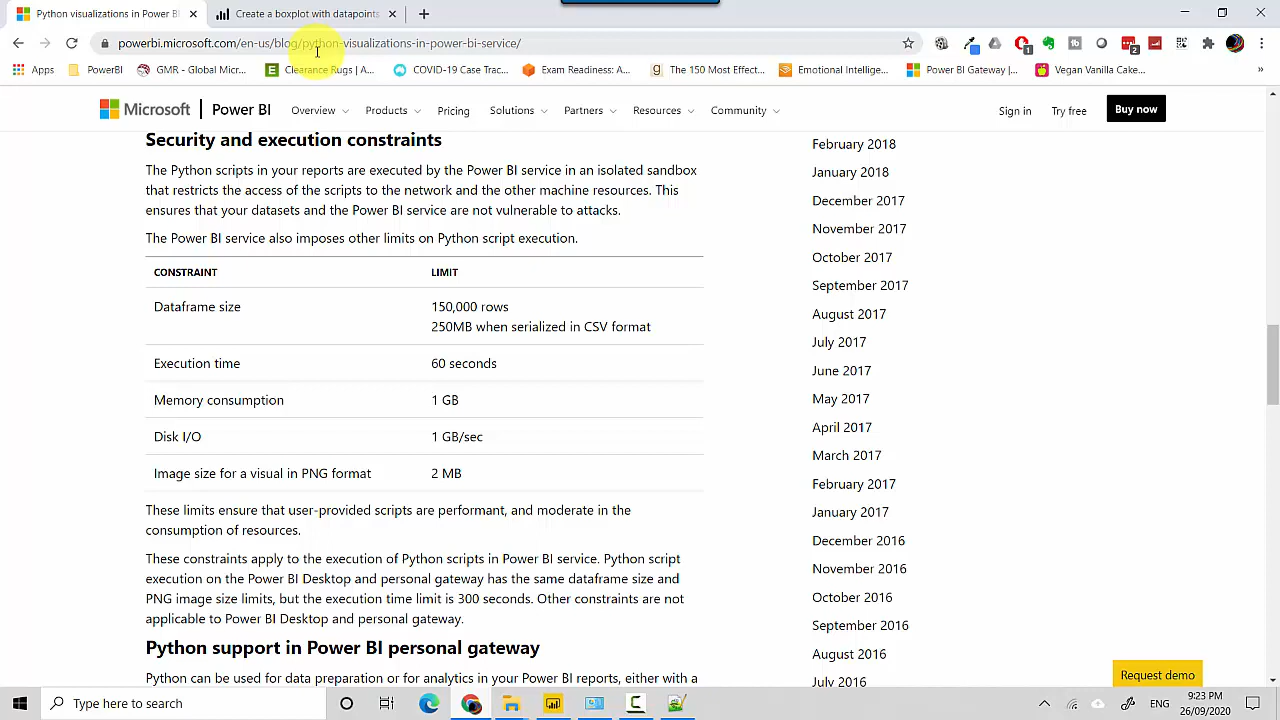 Python visualizations in Power BI
Create a boxplot with datapoints
powerbi.microsoft.com/en-us/blog/python-visualizations-in-power-bi-service/
1
2
Apps
PowerBI
GMR - Global Micr...
Clearance Rugs | A...
COVID-19 Case Trac...
Exam Readiness: A...
The 150 Most Effect...
Emotional Intellige...
Power BI Gateway |...
Vegan Vanilla Cake...
»
Microsoft
Power BI
Overview
Products
Pricing
Solutions
Partners
Resources
Community
Sign in
Try free
Buy now
Security and execution constraints
The Python scripts in your reports are executed by the Power BI service in an isolated sandbox
that restricts the access of the scripts to the network and the other machine resources. This
ensures that your datasets and the Power BI service are not vulnerable to attacks.
The Power BI service also imposes other limits on Python script execution.
CONSTRAINT LIMIT
Dataframe size 150,000 rows
250MB when serialized in CSV format
Execution time 60 seconds
Memory consumption 1 GB
Disk I/O 1 GB/sec
Image size for a visual in PNG format 2 MB
These limits ensure that user-provided scripts are performant, and moderate in the
consumption of resources.
These constraints apply to the execution of Python scripts in Power BI service. Python script
execution on the Power BI Desktop and personal gateway has the same dataframe size and
PNG image size limits, but the execution time limit is 300 seconds. Other constraints are not
applicable to Power BI Desktop and personal gateway.
Python support in Power BI personal gateway
Python can be used for data preparation or for analytics in your Power BI reports, either with a
February 2018
January 2018
December 2017
November 2017
October 2017
September 2017
August 2017
July 2017
June 2017
May 2017
April 2017
March 2017
February 2017
January 2017
December 2016
November 2016
October 2016
September 2016
August 2016
July 2016
Request demo
Type here to search
ENG
9:23 PM
26/09/2020